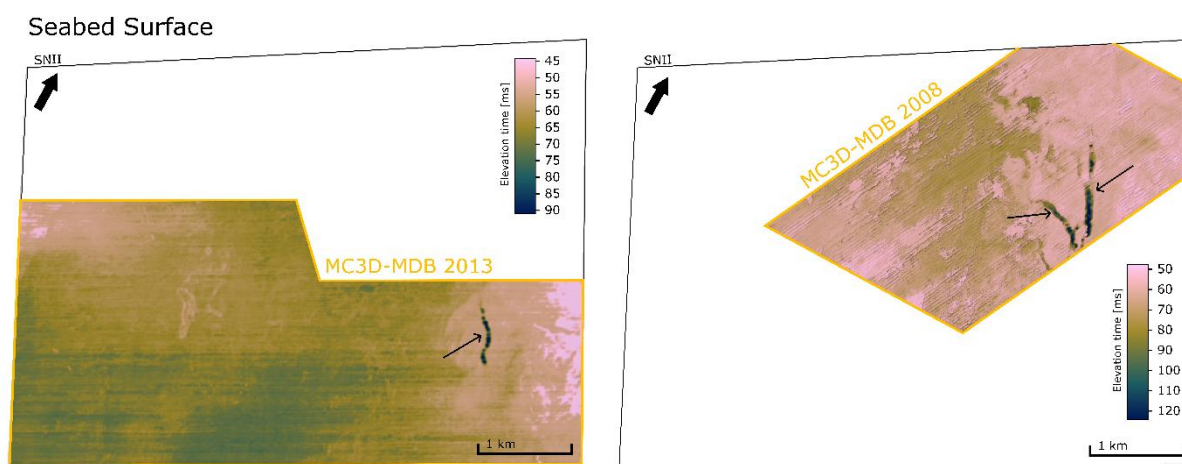 Seabed Surface
SNII
Elevation time [ms]
45
50
55
60
65
70
75
80
85
90
MC3D-MDB 2013
1 km
SNII
MC3D-MDB 2008
Elevation time [ms]
50
60
70
80
90
100
110
120
1 km